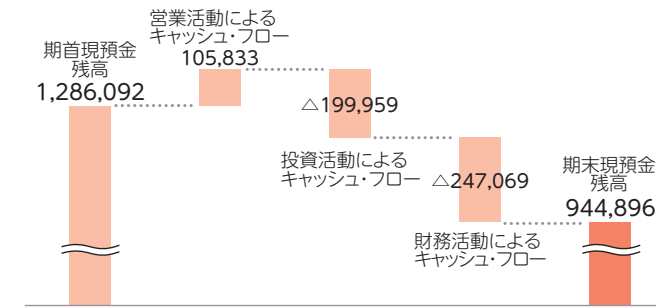 期首現預金
残高
1,286,092
営業活動による
キャッシュ・フロー
105,833
△199,959
投資活動による
キャッシュ・フロー
△247,069
財務活動による
キャッシュ・フロー
期末現預金
残高
944,896